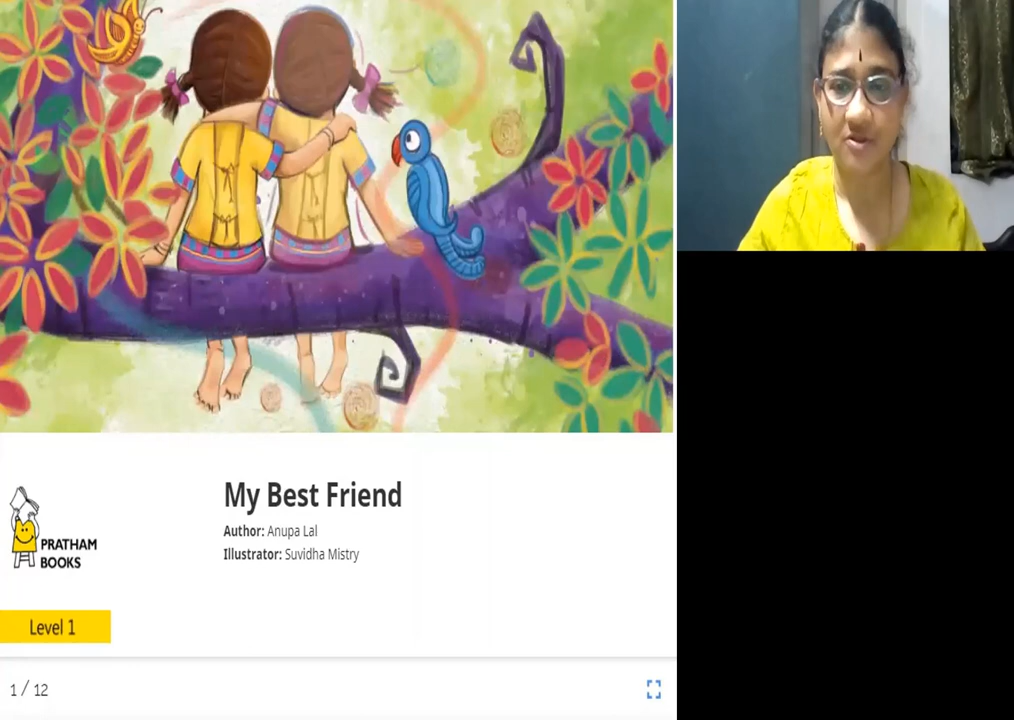 My Best Friend
Author: Anupa Lal
Illustrator: Suvidha Mistry
PRATHAM
BOOKS
Level 1
1 / 12